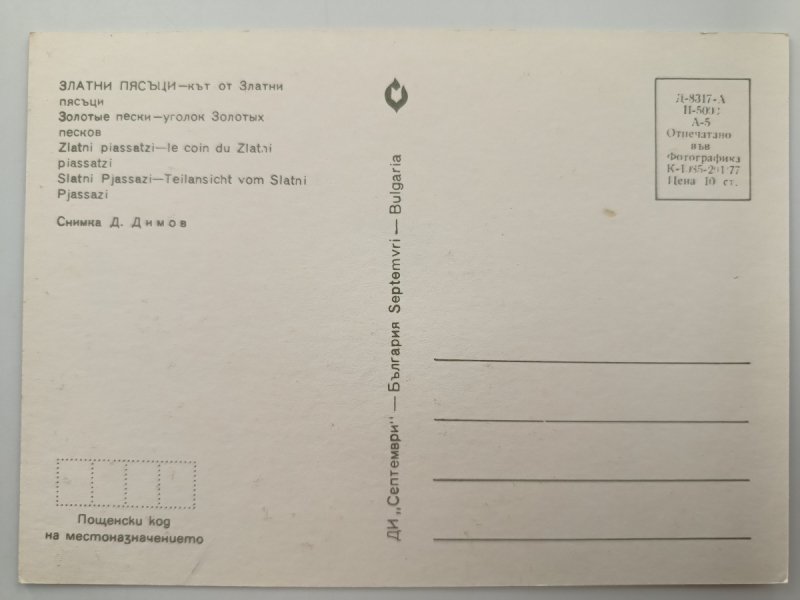 ЗЛАТНИ ПЯСЪЦИ—кът от Златни
пясъци
Золотые пески—уголок Золотых
песков
Zlatni piassatzi—le coin du Zlatni
piassatzi
Slatni Pjassazi—Teilansicht vom Slatni
Pjassazi
Снимка Д. Димов
ДИ „Септември“ — България Septemvri — Bulgaria
Д-8317-А
А-5
Отпечатано
във
Фотографика
Цена 10 ст.
Пощенски код
на местоназначението